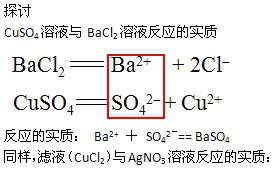 探讨
CuSO₄溶液与 BaCl₂溶液反应的实质
BaCl₂══Ba²⁺ + 2Cl⁻
CuSO₄══SO₄²⁻+ Cu²⁺
反应的实质： Ba²⁺ ＋ SO₄²⁻== BaSO₄
同样，滤液（CuCl₂）与AgNO₃溶液反应的实质：